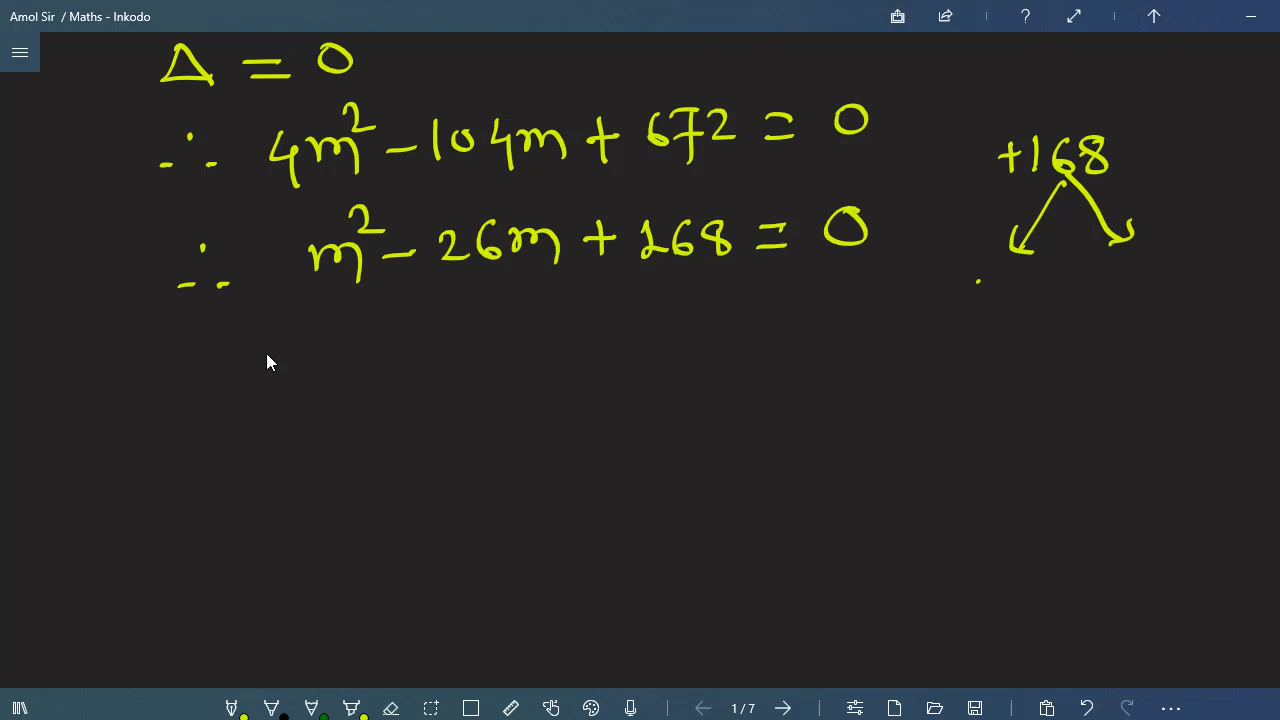 Amol Sir / Maths - Inkodo
Δ = 0
∴ 4m² - 104m + 672 = 0
+168
∴ m² - 26m + 168 = 0
1 / 7